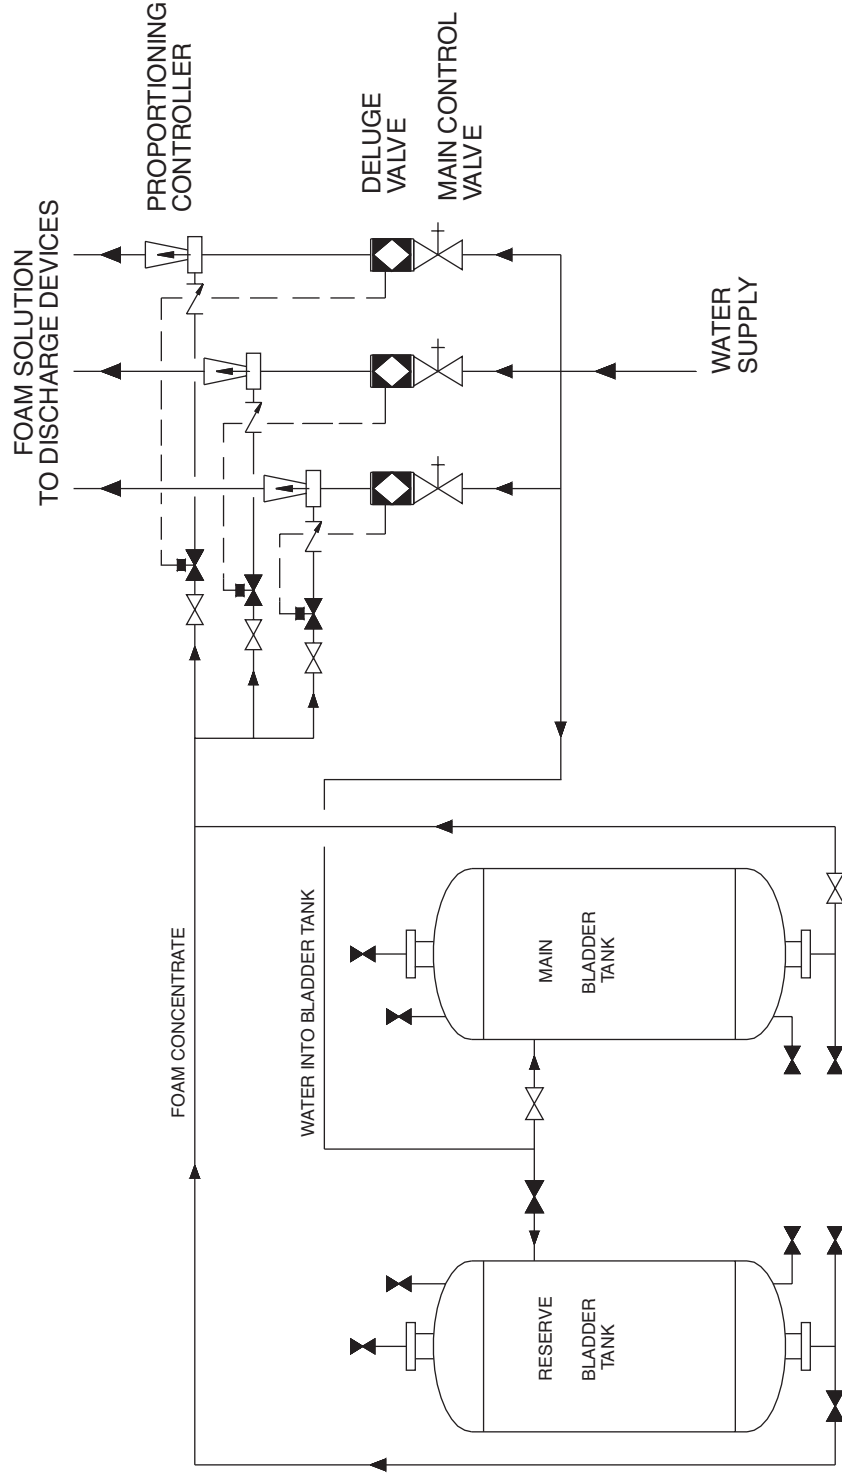 FOAM SOLUTION
TO DISCHARGE DEVICES
PROPORTIONING
CONTROLLER
DELUGE
VALVE
MAIN CONTROL
VALVE
WATER
SUPPLY
FOAM CONCENTRATE
WATER INTO BLADDER TANK
MAIN
BLADDER
TANK
RESERVE
BLADDER
TANK